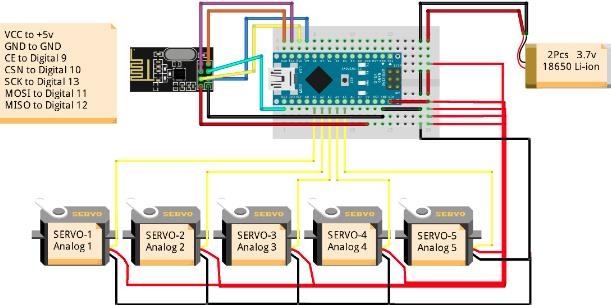 VCC to +5v
GND to GND
CE to Digital 9
CSN to Digital 10
SCK to Digital 13
MOSI to Digital 11
MISO to Digital 12
2Pcs 3.7v
18650 Li-ion
SERVO
SERVO
SERVO
SERVO
SERVO
SERVO-1
Analog 1
SERVO-2
Analog 2
SERVO-3
Analog 3
SERVO-4
Analog 4
SERVO-5
Analog 5